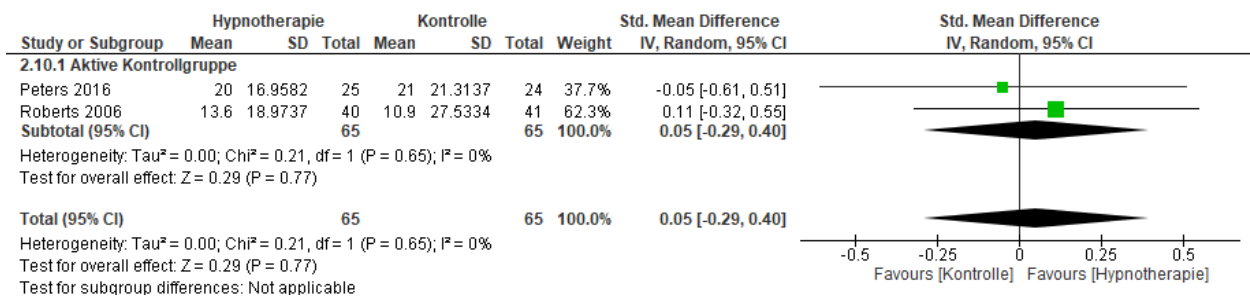 Hypnotherapie Kontrolle Std. Mean Difference Std. Mean Difference
Study or Subgroup Mean SD Total Mean SD Total Weight IV, Random, 95% CI IV, Random, 95% CI
2.10.1 Aktive Kontrollgruppe
Peters 2016 20 16.9582 25 21 21.3137 24 37.7% -0.05 [-0.61, 0.51]
Roberts 2006 13.6 18.9737 40 10.9 27.5334 41 62.3% 0.11 [-0.32, 0.55]
Subtotal (95% CI) 65 65 100.0% 0.05 [-0.29, 0.40]
Heterogeneity: Tau² = 0.00; Chi² = 0.21, df = 1 (P = 0.65); I² = 0%
Test for overall effect: Z = 0.29 (P = 0.77)
Total (95% CI) 65 65 100.0% 0.05 [-0.29, 0.40]
Heterogeneity: Tau² = 0.00; Chi² = 0.21, df = 1 (P = 0.65); I² = 0%
Test for overall effect: Z = 0.29 (P = 0.77)
Test for subgroup differences: Not applicable
-0.5 -0.25 0 0.25 0.5
Favours [Kontrolle] Favours [Hypnotherapie]